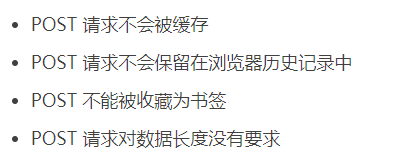 • POST 请求不会被缓存
• POST 请求不会保留在浏览器历史记录中
• POST 不能被收藏为书签
• POST 请求对数据长度没有要求